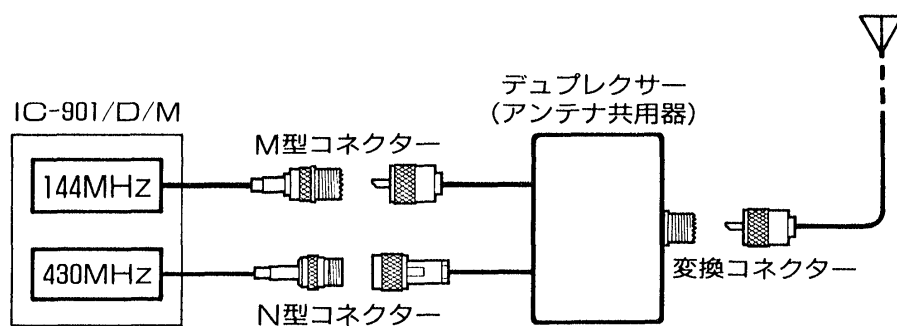 デュプレクサー
(アンテナ共用器)
IC-901/D/M
M型コネクター
144MHz
430MHz
変換コネクター
N型コネクター